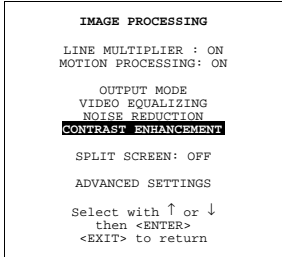 IMAGE PROCESSING
LINE MULTIPLIER : ON
MOTION PROCESSING: ON
OUTPUT MODE
VIDEO EQUALIZING
NOISE REDUCTION
CONTRAST ENHANCEMENT
SPLIT SCREEN: OFF
ADVANCED SETTINGS
Select with ↑ or ↓
then <ENTER>
<EXIT> to return